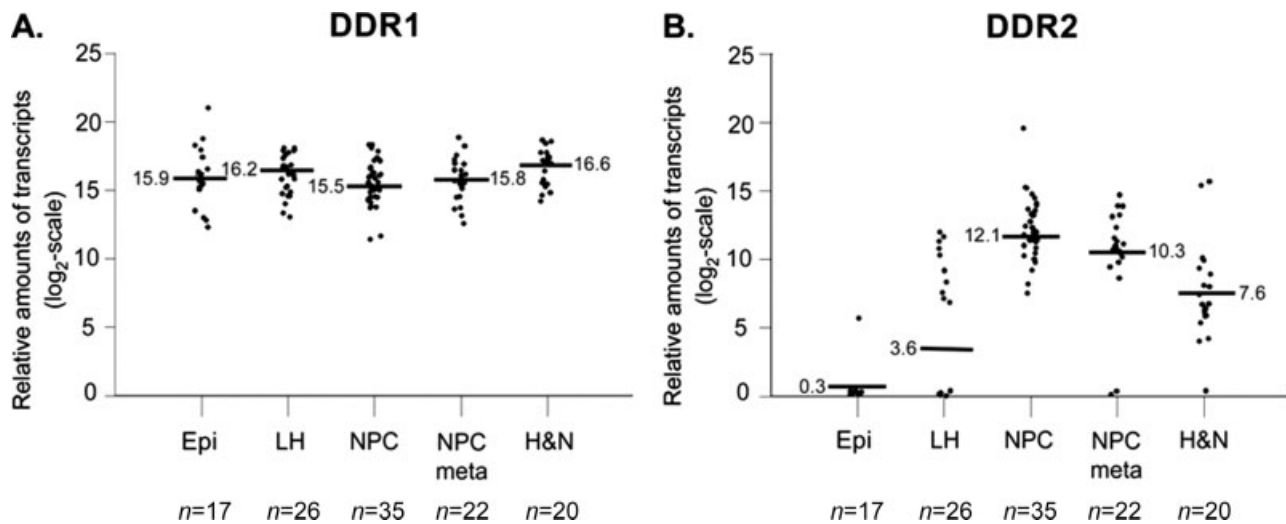 A.
DDR1
Relative amounts of transcripts
(log₂-scale)
25
20
15
10
5
0
15.9
16.2
15.5
15.8
16.6
Epi
LH
NPC
NPC
meta
H&N
n=17
n=26
n=35
n=22
n=20
B.
DDR2
Relative amounts of transcripts
(log₂-scale)
25
20
15
10
5
0
0.3
3.6
12.1
10.3
7.6
Epi
LH
NPC
NPC
meta
H&N
n=17
n=26
n=35
n=22
n=20